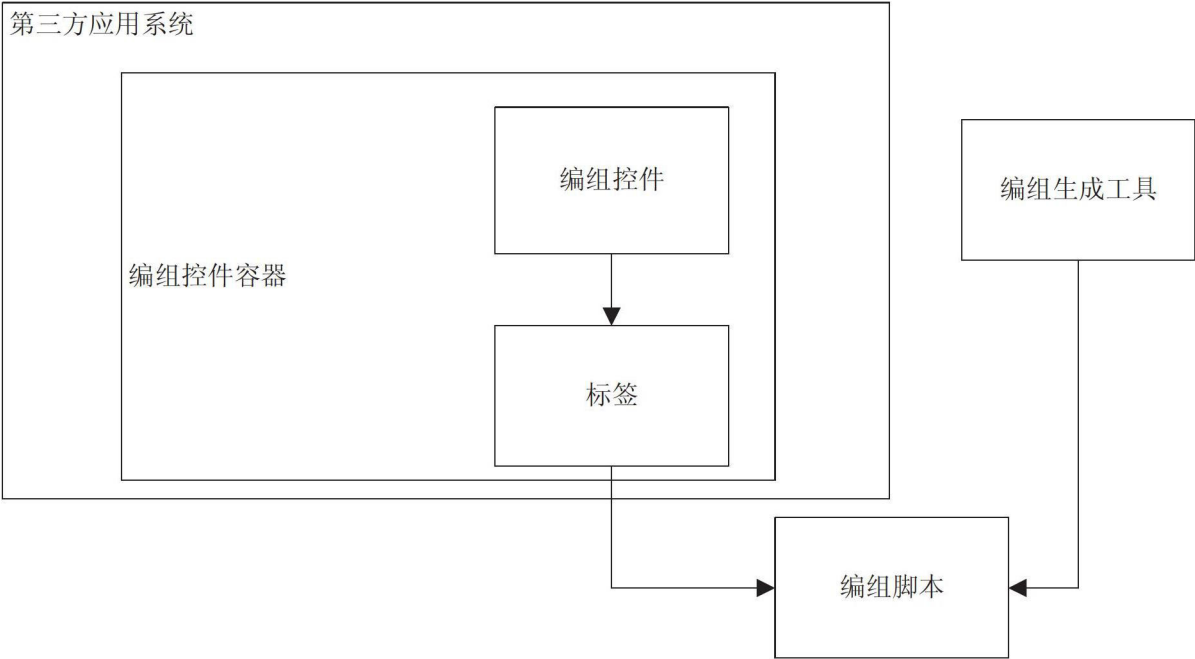 第三方应用系统
编组控件
编组生成工具
编组控件容器
标签
编组脚本